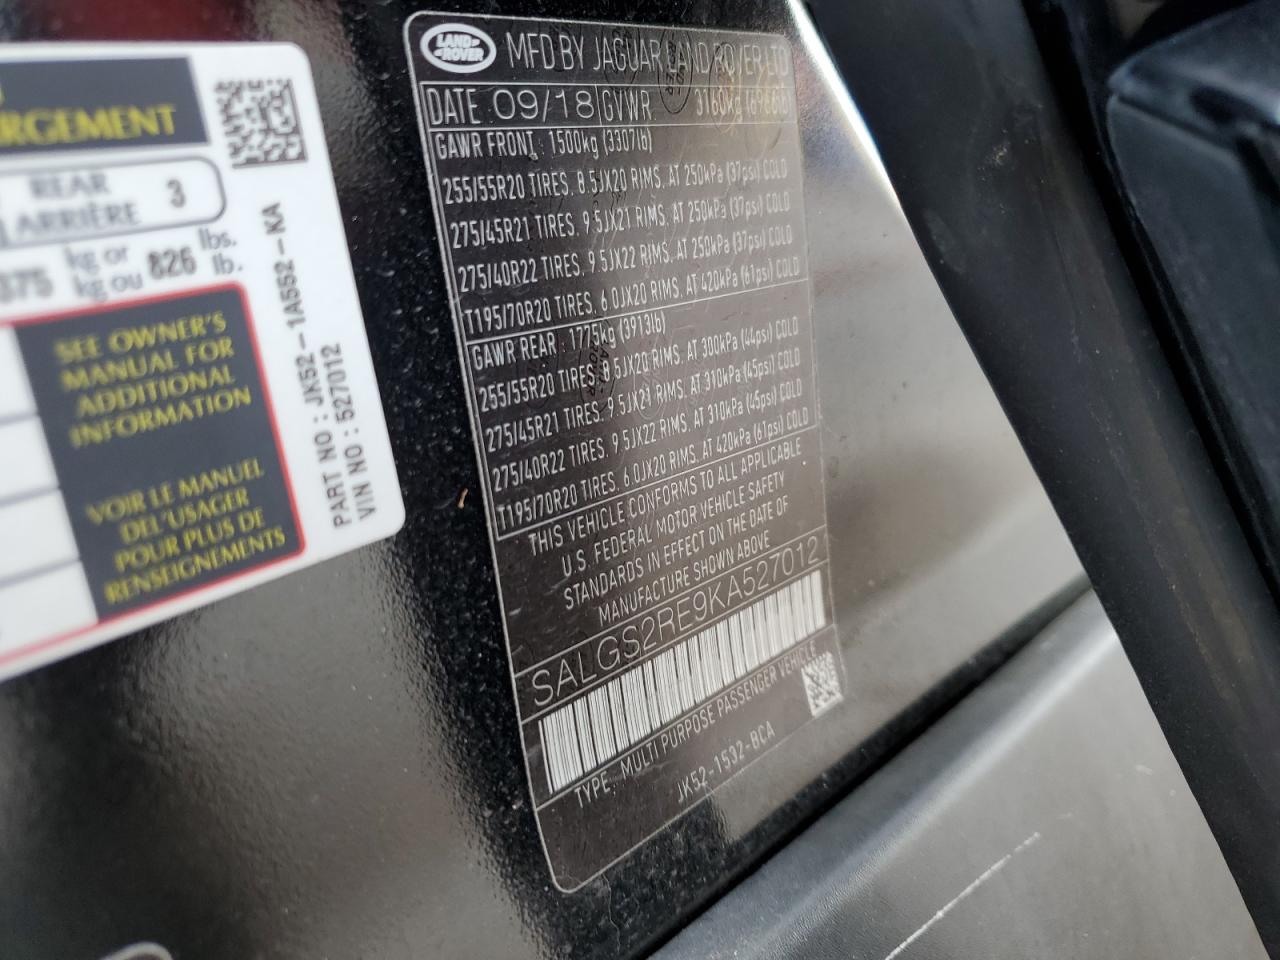 RGEMENT
REAR
ARRIÈRE
3
375
kg or
kg ou
826
lbs.
lb.
SEE OWNER'S
MANUAL FOR
ADDITIONAL
INFORMATION
VOIR LE MANUEL
DEL'USAGER
POUR PLUS DE
RENSEIGNEMENTS
PART NO : JK52-1A552-KA
VIN NO : 527012
LAND
ROVER
MFD BY JAGUAR LAND ROVER LTD
DATE: 09/18 GVWR 3160kg
GAWR FRONT : 1500kg (3307lb)
255/55R20 TIRES, 8.5JX20 RIMS, AT 250kPa (37psi) COLD
275/45R21 TIRES, 9.5JX21 RIMS, AT 250kPa (37psi) COLD
275/40R22 TIRES, 9.5JX22 RIMS, AT 250kPa (37psi) COLD
T195/70R20 TIRES, 6.0JX20 RIMS, AT 420kPa (61psi) COLD
GAWR REAR : 1775kg (3913lb)
255/55R20 TIRES, 8.5JX20 RIMS, AT 300kPa (44psi) COLD
275/45R21 TIRES, 9.5JX21 RIMS, AT 310kPa (45psi) COLD
275/40R22 TIRES, 9.5JX22 RIMS, AT 310kPa (45psi) COLD
T195/70R20 TIRES, 6.0JX20 RIMS, AT 420kPa (61psi) COLD
THIS VEHICLE CONFORMS TO ALL APPLICABLE
U.S. FEDERAL MOTOR VEHICLE SAFETY
STANDARDS IN EFFECT ON THE DATE OF
MANUFACTURE SHOWN ABOVE
SALGS2RE9KA527012
TYPE: MULTI PURPOSE PASSENGER VEHICLE
JK52-1532-BCA